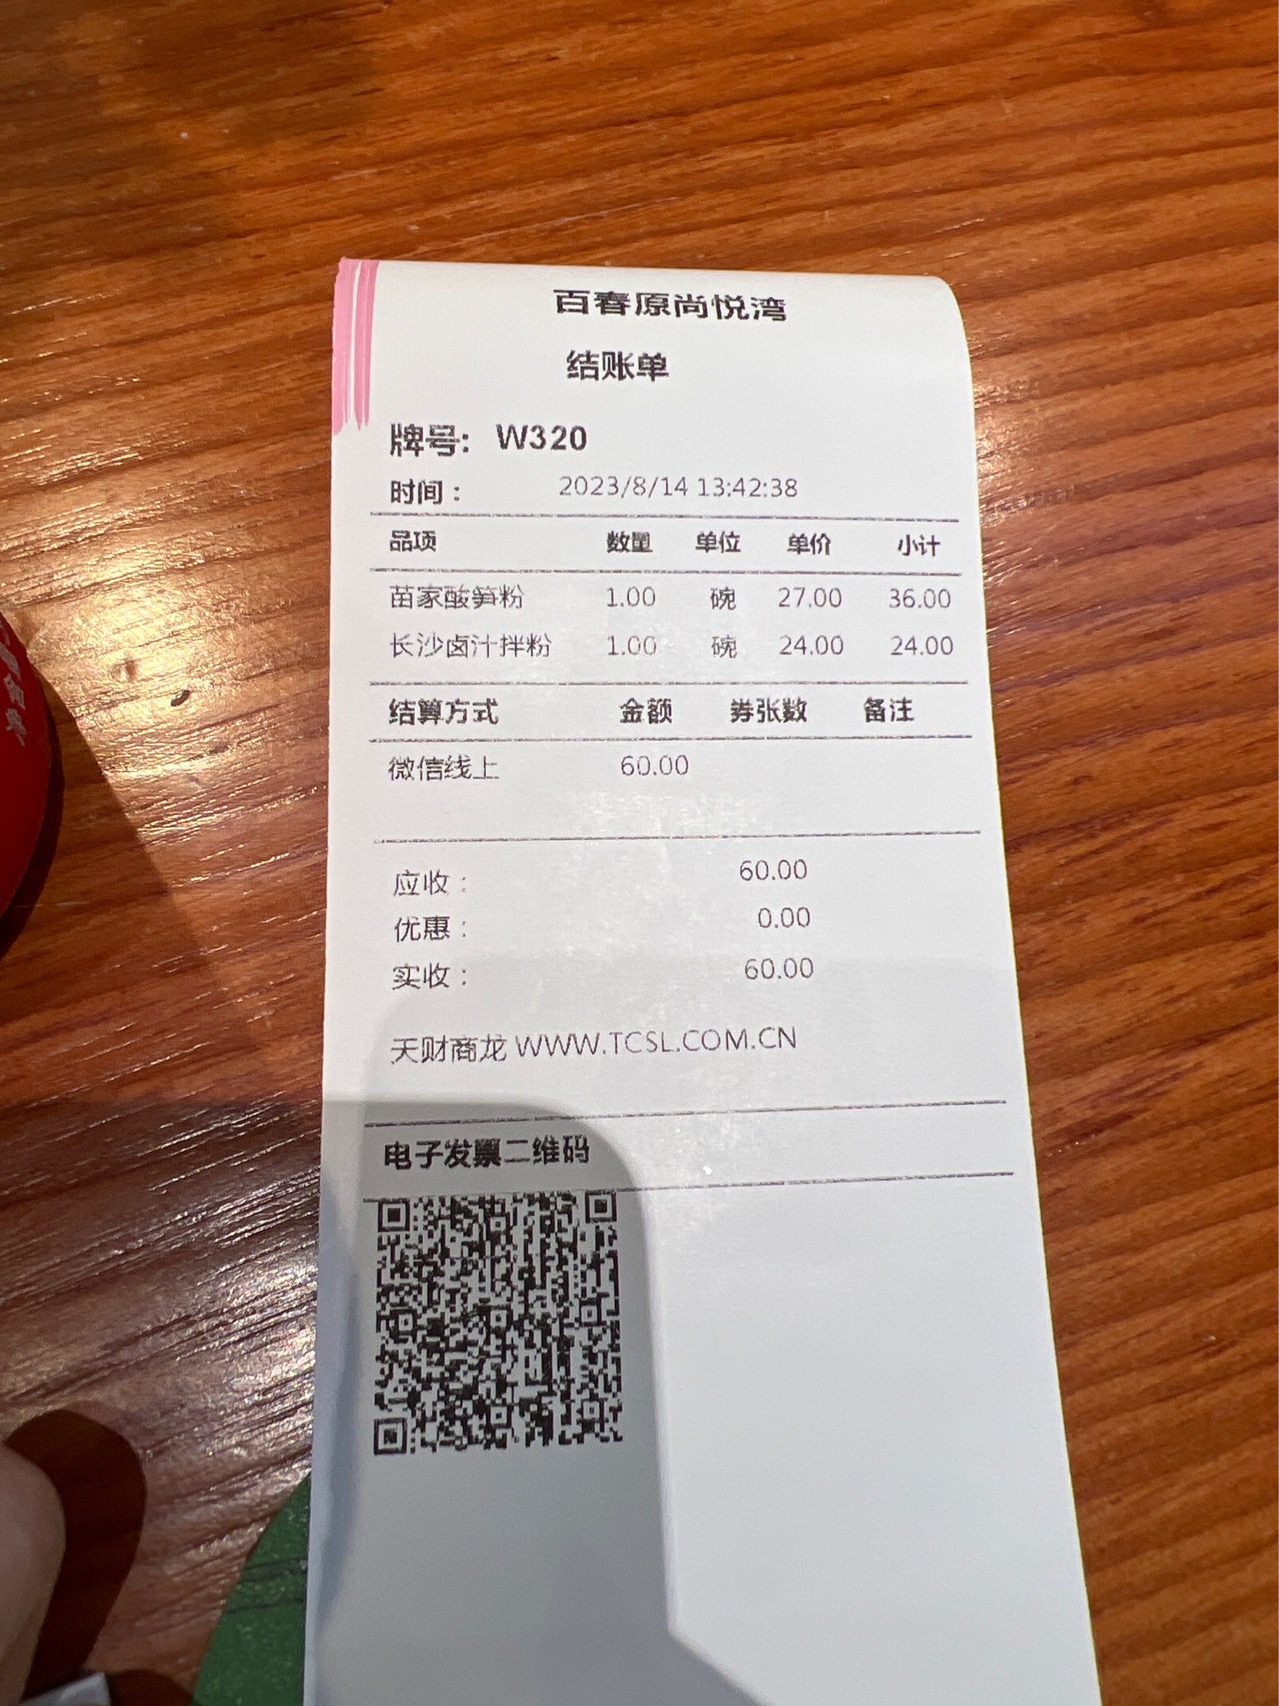 百春原尚悦湾
结账单
牌号: W320
时间： 2023/8/14 13:42:38
品项 数量 单位 单价 小计
苗家酸笋粉 1.00 碗 27.00 36.00
长沙卤汁拌粉 1.00 碗 24.00 24.00
结算方式 金额 券张数 备注
微信线上 60.00
应收： 60.00
优惠： 0.00
实收： 60.00
天财商龙 WWW.TCSL.COM.CN
电子发票二维码